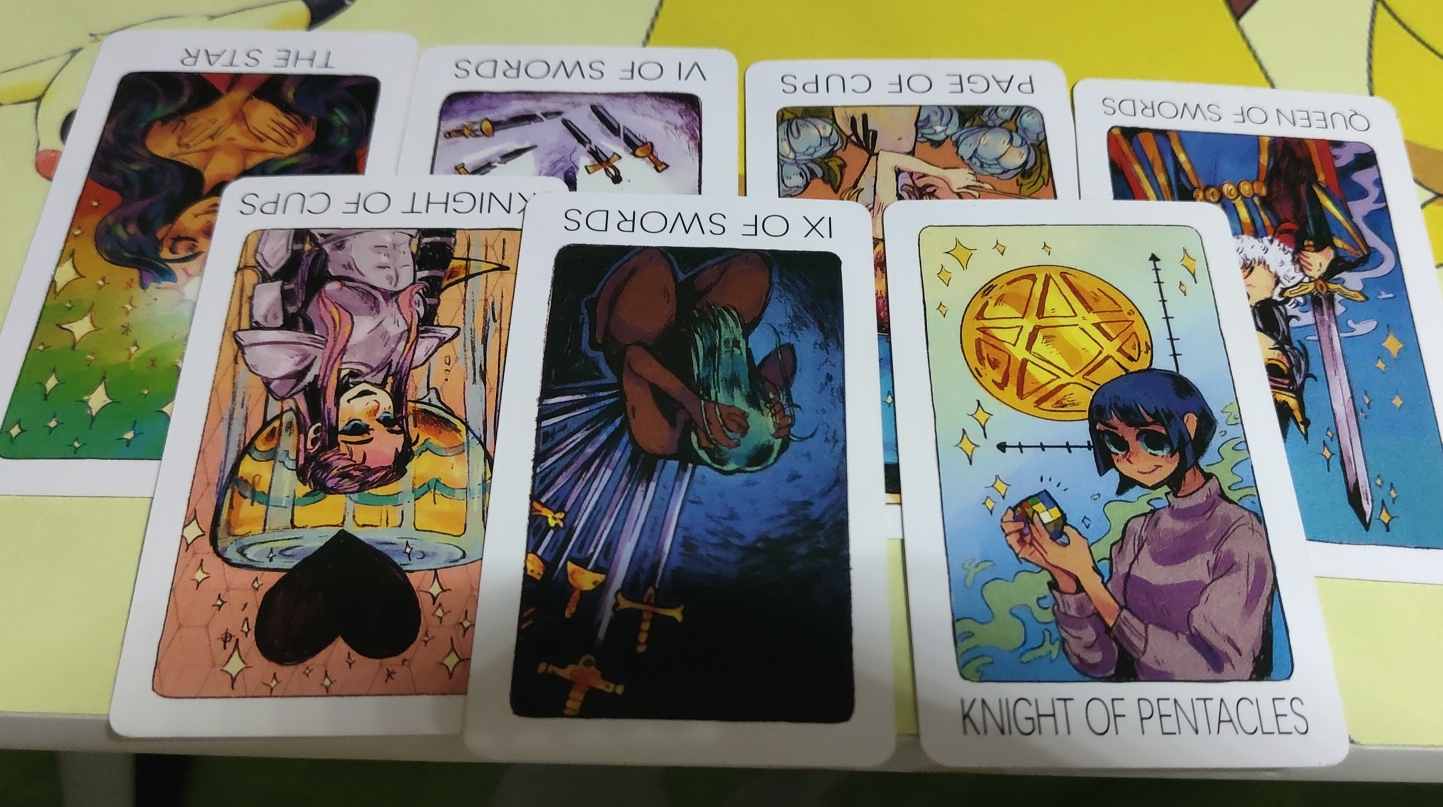 THE STAR
VI OF SWORDS
PAGE OF CUPS
QUEEN OF SWORDS
KNIGHT OF CUPS
IX OF SWORDS
KNIGHT OF PENTACLES